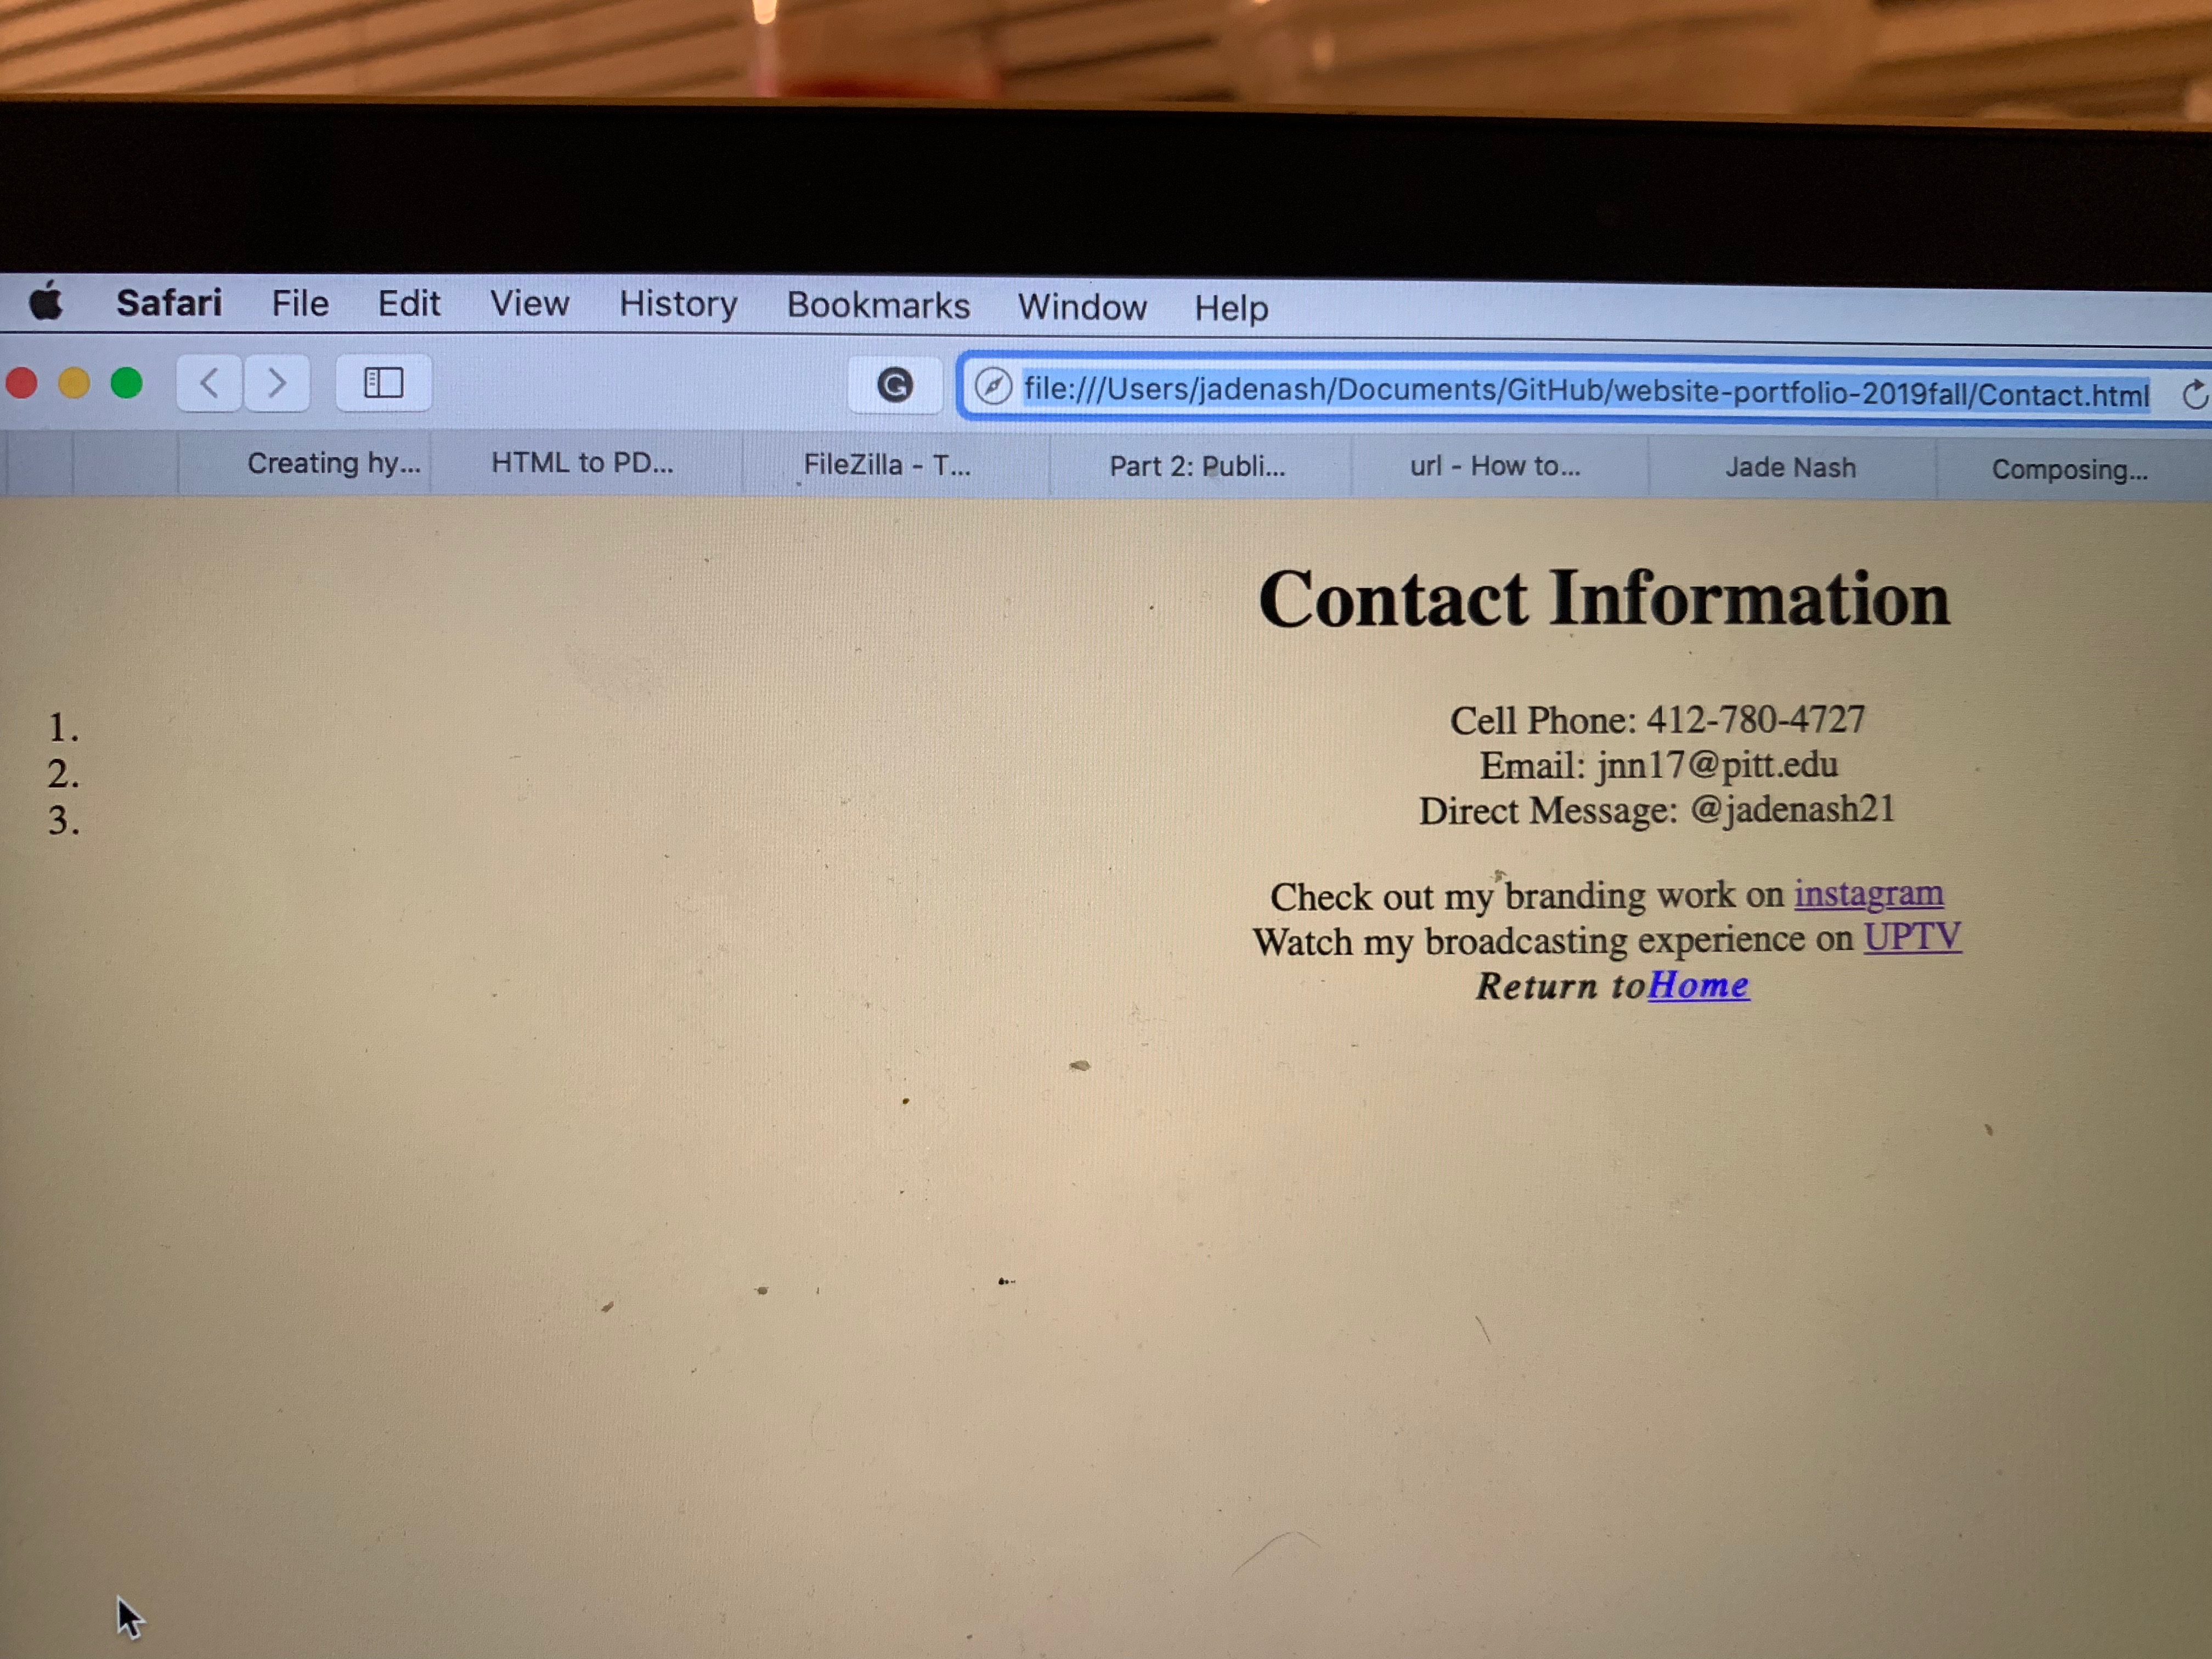 Safari File Edit View History Bookmarks Window Help
file:///Users/jadenash/Documents/GitHub/website-portfolio-2019fall/Contact.html
Creating hy... HTML to PD... FileZilla - T... Part 2: Publi... url - How to... Jade Nash Composing...
Contact Information
1. Cell Phone: 412-780-4727
2. Email: jnn17@pitt.edu
3. Direct Message: @jadenash21
Check out my branding work on instagram
Watch my broadcasting experience on UPTV
Return toHome